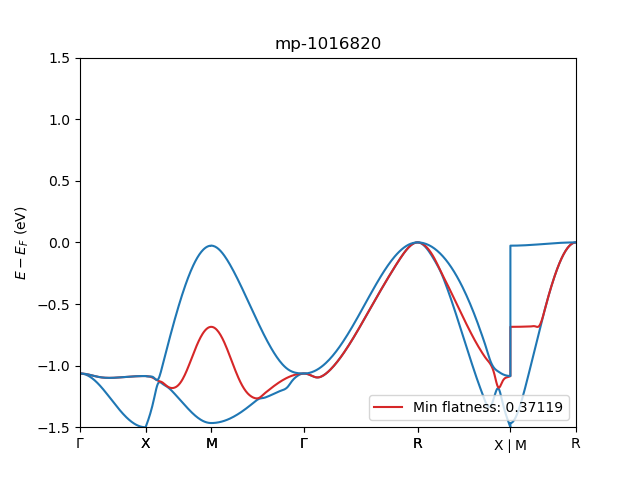 mp-1016820
1.5
1.0
0.5
0.0
−0.5
−1.0
−1.5
E − E_F (eV)
Γ X M Γ R X | M R
Min flatness: 0.37119